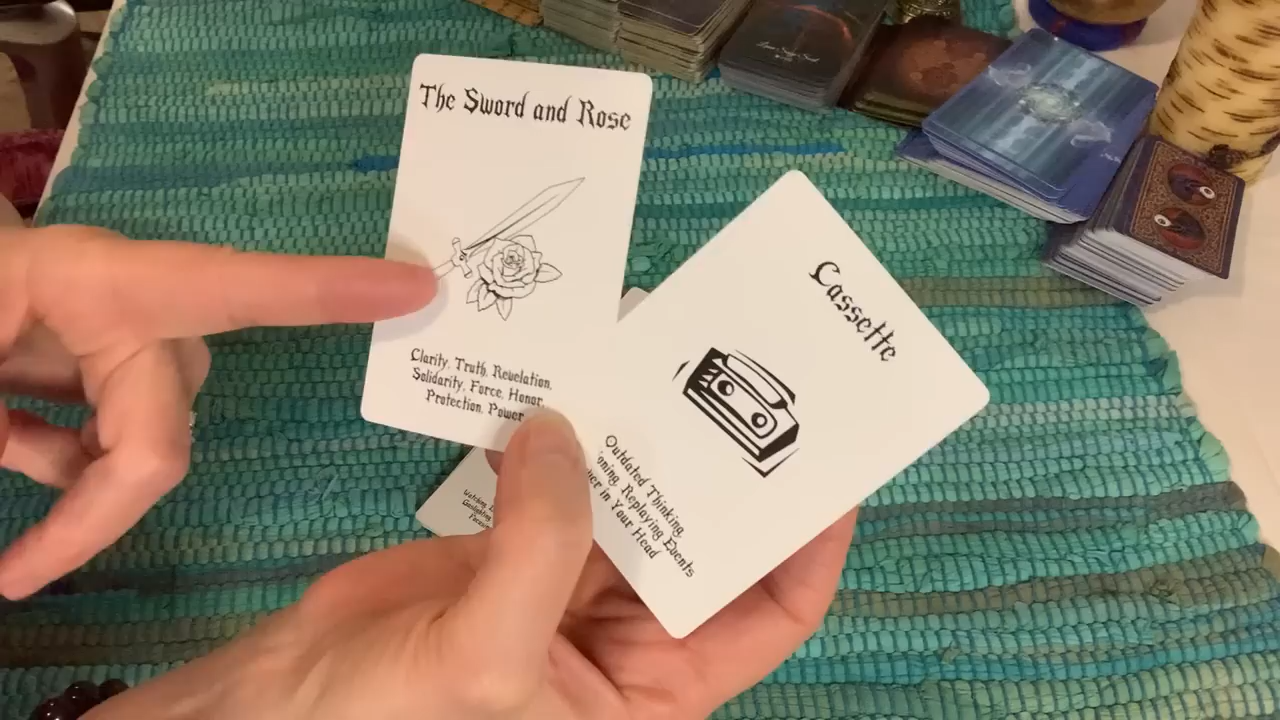 The Sword and Rose
Clarity, Truth, Revelation,
Solidarity, Force, Honor,
Protection, Power
Cassette
Outdated Thinking,
Replaying Events
in Your Head